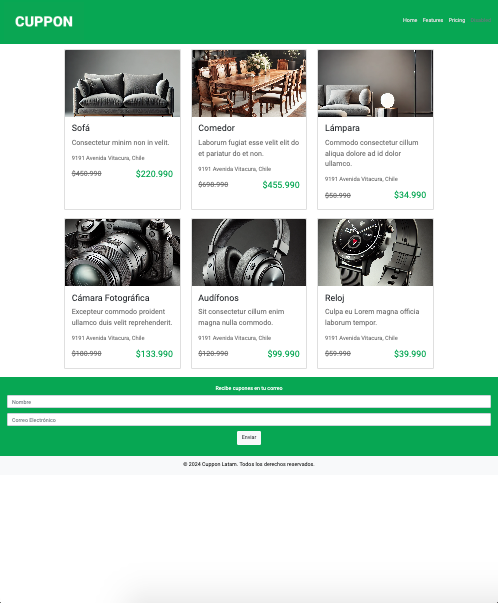 CUPPON
Home Features Pricing
Sofá
Consectetur minim non in velit.
9191 Avenida Vitacura, Chile
$450.990 $220.990
Comedor
Laborum fugiat esse velit elit do
et pariatur do et non.
9191 Avenida Vitacura, Chile
$690.990 $455.990
Lámpara
Commodo consectetur cillum
aliqua dolore ad id dolor
ullamco.
9191 Avenida Vitacura, Chile
$50.990 $34.990
Cámara Fotográfica
Excepteur commodo proident
ullamco duis velit reprehenderit.
9191 Avenida Vitacura, Chile
$180.990 $133.990
Audífonos
Sit consectetur cillum enim
magna nulla commodo.
9191 Avenida Vitacura, Chile
$120.990 $99.990
Reloj
Culpa eu Lorem magna officia
laborum tempor.
9191 Avenida Vitacura, Chile
$59.990 $39.990
Recibe cupones en tu correo
Nombre
Correo Electrónico
Enviar
© 2024 Cuppon Latam. Todos los derechos reservados.